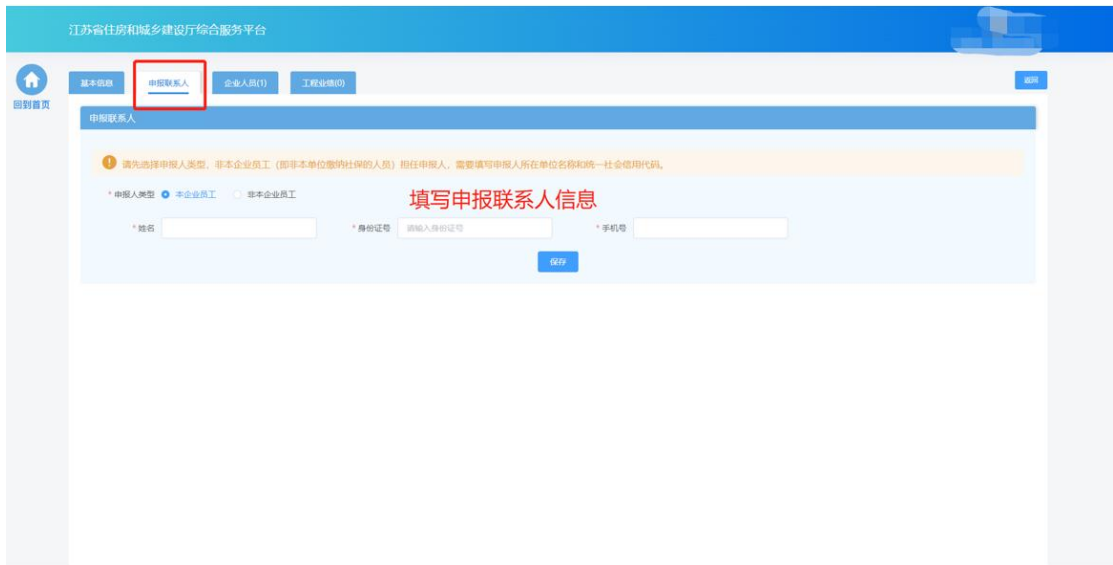 江苏省住房和城乡建设厅综合服务平台
回到首页
基本信息 申报联系人 企业人员(1) 工程业绩(0) 返回
申报联系人
请先选择申报人类型，非本企业员工（即非本单位缴纳社保的人员）担任申报人，需要填写申报人所在单位名称和统一社会信用代码。
*申报人类型 本企业员工 非本企业员工
填写申报联系人信息
*姓名 *身份证号 请输入身份证号 *手机号
保存